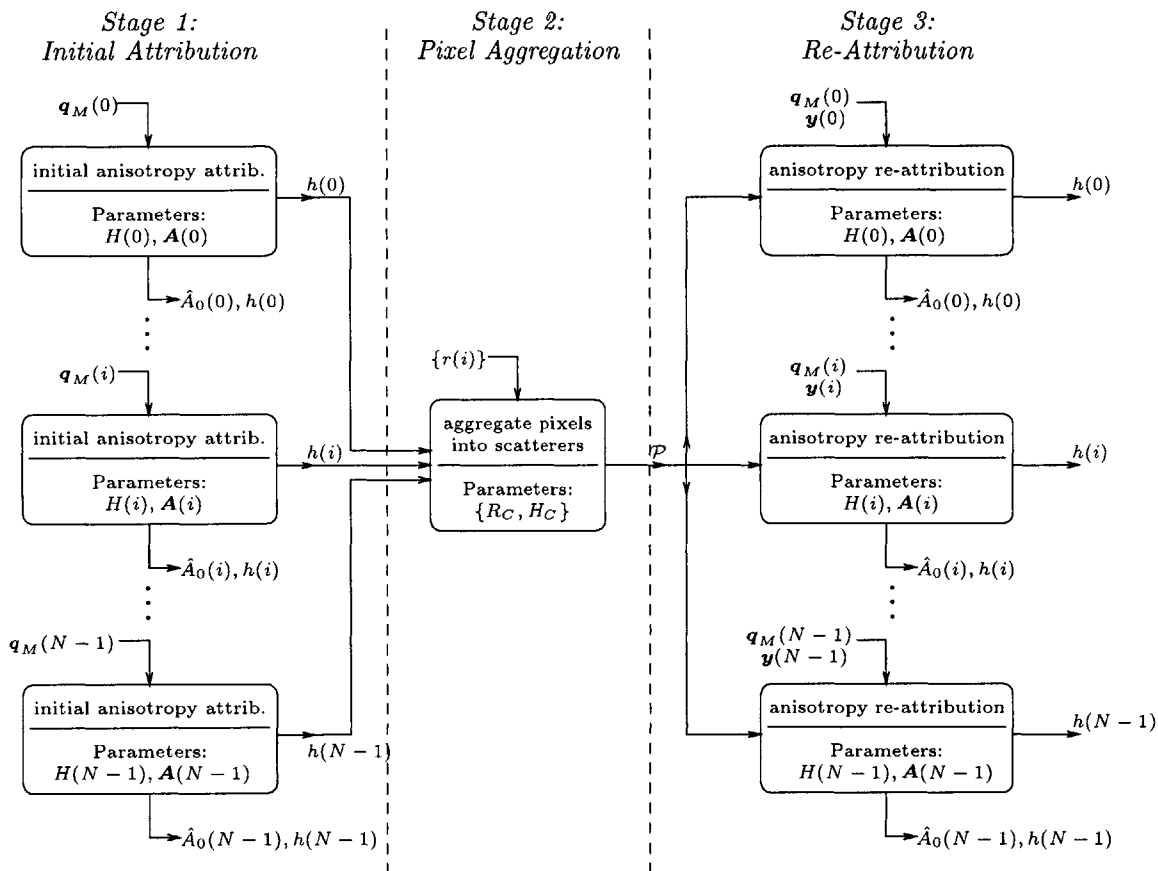 Stage 1:
Initial Attribution
Stage 2:
Pixel Aggregation
Stage 3:
Re-Attribution
q_M(0)
initial anisotropy attrib.
Parameters:
H(0), A(0)
h(0)
Â_0(0), h(0)
q_M(i)
initial anisotropy attrib.
Parameters:
H(i), A(i)
h(i)
Â_0(i), h(i)
q_M(N − 1)
initial anisotropy attrib.
Parameters:
H(N − 1), A(N − 1)
h(N − 1)
Â_0(N − 1), h(N − 1)
{r(i)}
aggregate pixels
into scatterers
Parameters:
{R_C, H_C}
𝒫
q_M(0)
y(0)
anisotropy re-attribution
Parameters:
H(0), A(0)
h(0)
Â_0(0), h(0)
q_M(i)
y(i)
anisotropy re-attribution
Parameters:
H(i), A(i)
h(i)
Â_0(i), h(i)
q_M(N − 1)
y(N − 1)
anisotropy re-attribution
Parameters:
H(N − 1), A(N − 1)
h(N − 1)
Â_0(N − 1), h(N − 1)